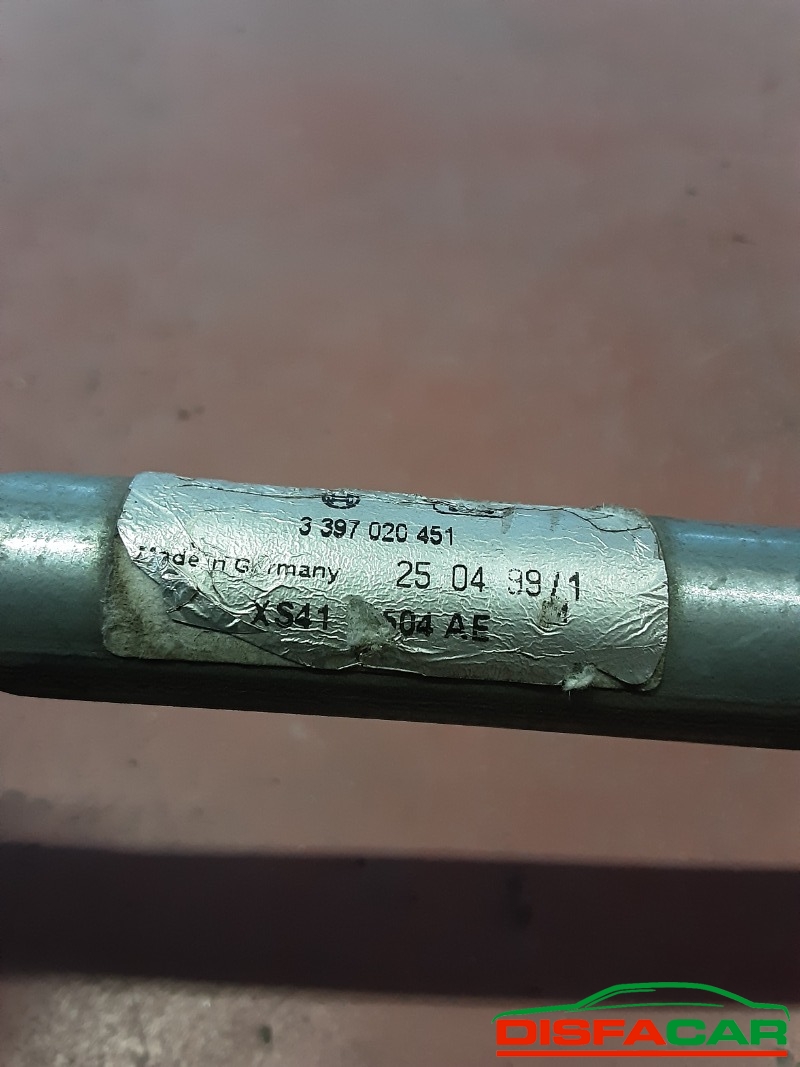 3 397 020 451
Made in Germany 25 04 99/1
XS41 504 AE
DISFACAR